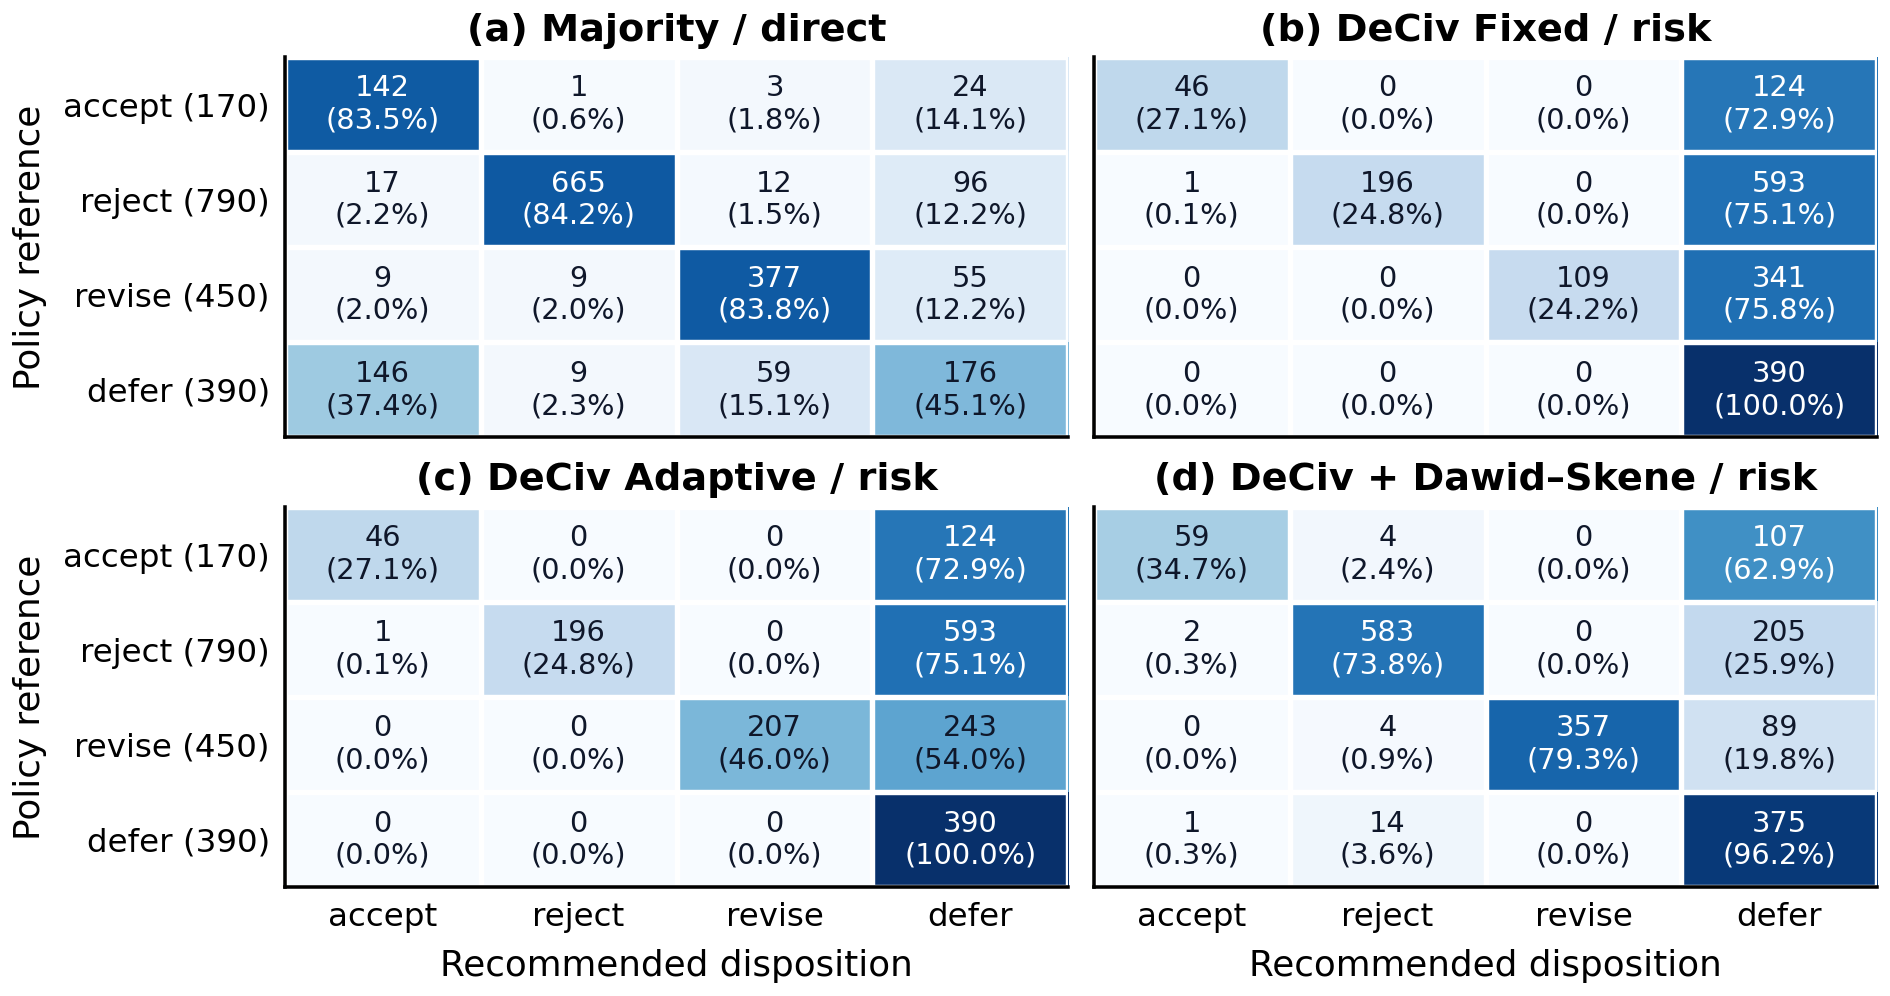 (a) Majority / direct
(b) DeCiv Fixed / risk
Policy reference
accept (170)
142 1 3 24
(83.5%) (0.6%) (1.8%) (14.1%)
46 0 0 124
(27.1%) (0.0%) (0.0%) (72.9%)
reject (790)
17 665 12 96
(2.2%) (84.2%) (1.5%) (12.2%)
1 196 0 593
(0.1%) (24.8%) (0.0%) (75.1%)
revise (450)
9 9 377 55
(2.0%) (2.0%) (83.8%) (12.2%)
0 0 109 341
(0.0%) (0.0%) (24.2%) (75.8%)
defer (390)
146 9 59 176
(37.4%) (2.3%) (15.1%) (45.1%)
0 0 0 390
(0.0%) (0.0%) (0.0%) (100.0%)
(c) DeCiv Adaptive / risk
(d) DeCiv + Dawid–Skene / risk
Policy reference
accept (170)
46 0 0 124
(27.1%) (0.0%) (0.0%) (72.9%)
59 4 0 107
(34.7%) (2.4%) (0.0%) (62.9%)
reject (790)
1 196 0 593
(0.1%) (24.8%) (0.0%) (75.1%)
2 583 0 205
(0.3%) (73.8%) (0.0%) (25.9%)
revise (450)
0 0 207 243
(0.0%) (0.0%) (46.0%) (54.0%)
0 4 357 89
(0.0%) (0.9%) (79.3%) (19.8%)
defer (390)
0 0 0 390
(0.0%) (0.0%) (0.0%) (100.0%)
1 14 0 375
(0.3%) (3.6%) (0.0%) (96.2%)
accept reject revise defer
accept reject revise defer
Recommended disposition
Recommended disposition